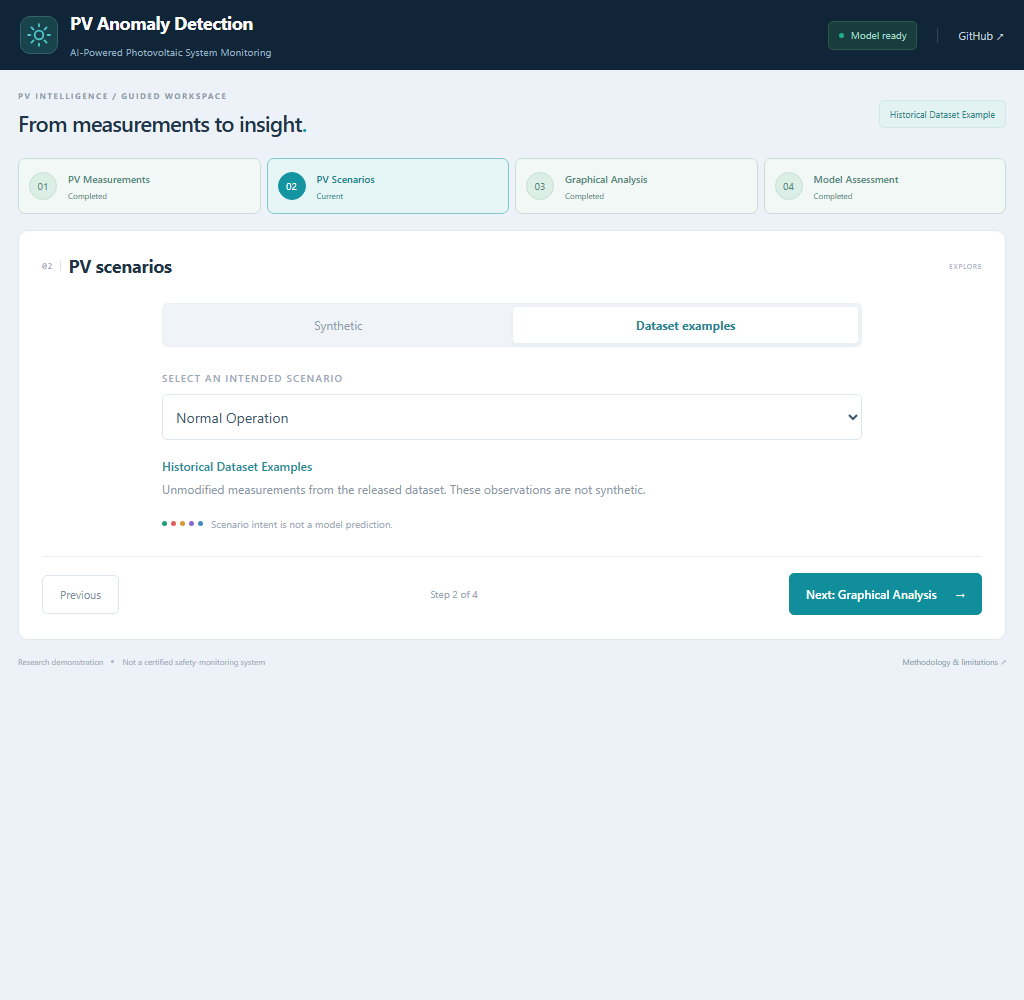 PV Anomaly Detection
AI-Powered Photovoltaic System Monitoring
Model ready
GitHub ↗
PV INTELLIGENCE / GUIDED WORKSPACE
From measurements to insight.
Historical Dataset Example
01
PV Measurements
Completed
02
PV Scenarios
Current
03
Graphical Analysis
Completed
04
Model Assessment
Completed
02
PV scenarios
EXPLORE
Synthetic
Dataset examples
SELECT AN INTENDED SCENARIO
Normal Operation
Historical Dataset Examples
Unmodified measurements from the released dataset. These observations are not synthetic.
Scenario intent is not a model prediction.
Previous
Step 2 of 4
Next: Graphical Analysis →
Research demonstration • Not a certified safety-monitoring system
Methodology & limitations ↗